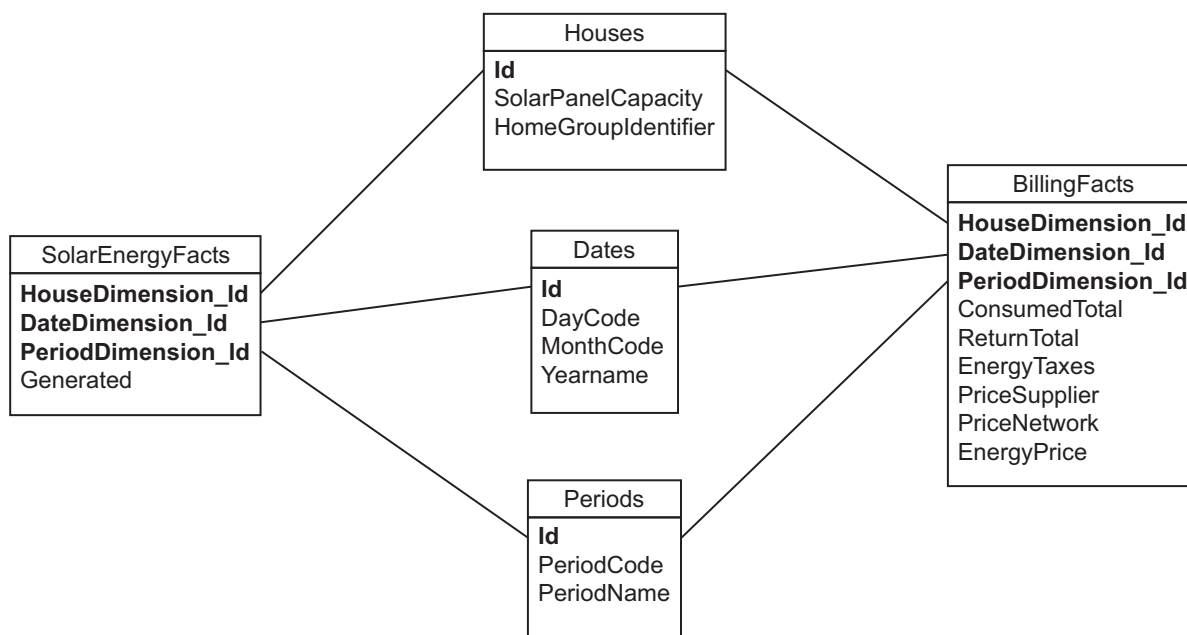 Houses
Id
SolarPanelCapacity
HomeGroupIdentifier
SolarEnergyFacts
HouseDimension_Id
DateDimension_Id
PeriodDimension_Id
Generated
Dates
Id
DayCode
MonthCode
Yearname
Periods
Id
PeriodCode
PeriodName
BillingFacts
HouseDimension_Id
DateDimension_Id
PeriodDimension_Id
ConsumedTotal
ReturnTotal
EnergyTaxes
PriceSupplier
PriceNetwork
EnergyPrice